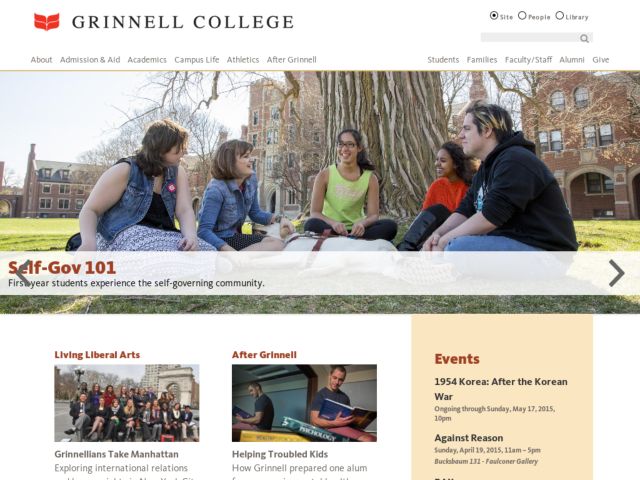 GRINNELL COLLEGE
Site People Library
About Admission & Aid Academics Campus Life Athletics After Grinnell
Students Families Faculty/Staff Alumni Give
Self-Gov 101
First-year students experience the self-governing community.
Living Liberal Arts
Grinnellians Take Manhattan
Exploring international relations
After Grinnell
PSYCHOLOGY
Helping Troubled Kids
How Grinnell prepared one alum
Events
1954 Korea: After the Korean
War
Ongoing through Sunday, May 17, 2015,
10pm
Against Reason
Sunday, April 19, 2015, 11am – 5pm
Bucksbaum 131 - Faulconer Gallery